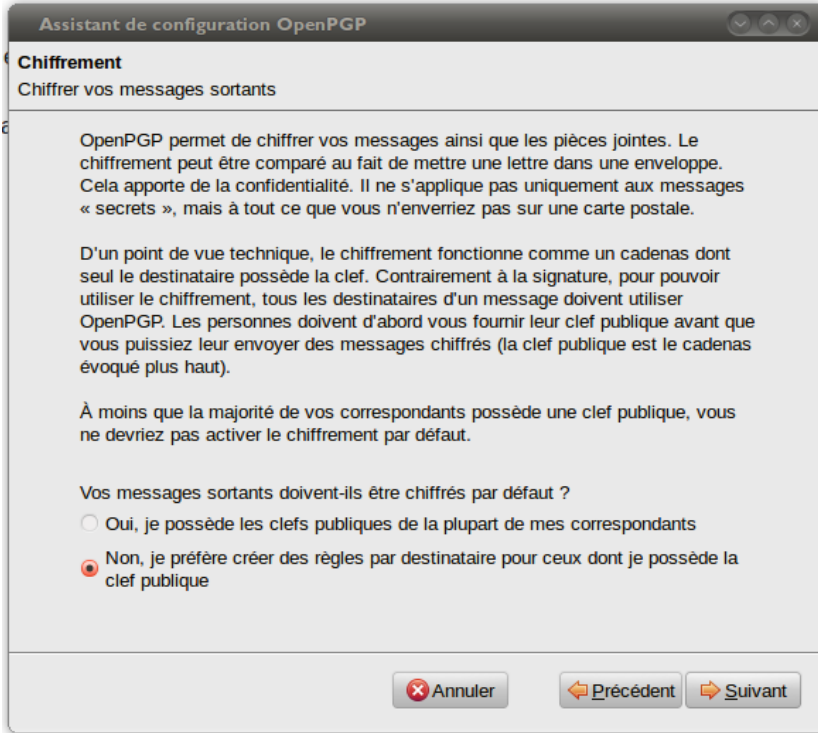 Assistant de configuration OpenPGP
Chiffrement
Chiffrer vos messages sortants
OpenPGP permet de chiffrer vos messages ainsi que les pièces jointes. Le
chiffrement peut être comparé au fait de mettre une lettre dans une enveloppe.
Cela apporte de la confidentialité. Il ne s'applique pas uniquement aux messages
« secrets », mais à tout ce que vous n'enverriez pas sur une carte postale.
D'un point de vue technique, le chiffrement fonctionne comme un cadenas dont
seul le destinataire possède la clef. Contrairement à la signature, pour pouvoir
utiliser le chiffrement, tous les destinataires d'un message doivent utiliser
OpenPGP. Les personnes doivent d'abord vous fournir leur clef publique avant que
vous puissiez leur envoyer des messages chiffrés (la clef publique est le cadenas
évoqué plus haut).
À moins que la majorité de vos correspondants possède une clef publique, vous
ne devriez pas activer le chiffrement par défaut.
Vos messages sortants doivent-ils être chiffrés par défaut ?
Oui, je possède les clefs publiques de la plupart de mes correspondants
Non, je préfère créer des règles par destinataire pour ceux dont je possède la
clef publique
Annuler
Précédent
Suivant